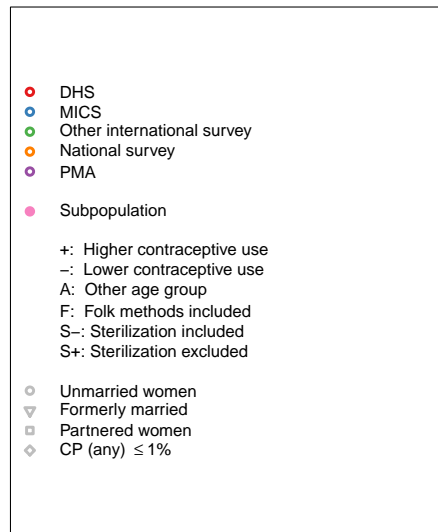 DHS
MICS
Other international survey
National survey
PMA
Subpopulation
+: Higher contraceptive use
−: Lower contraceptive use
A: Other age group
F: Folk methods included
S−: Sterilization included
S+: Sterilization excluded
Unmarried women
Formerly married
Partnered women
CP (any) ≤ 1%